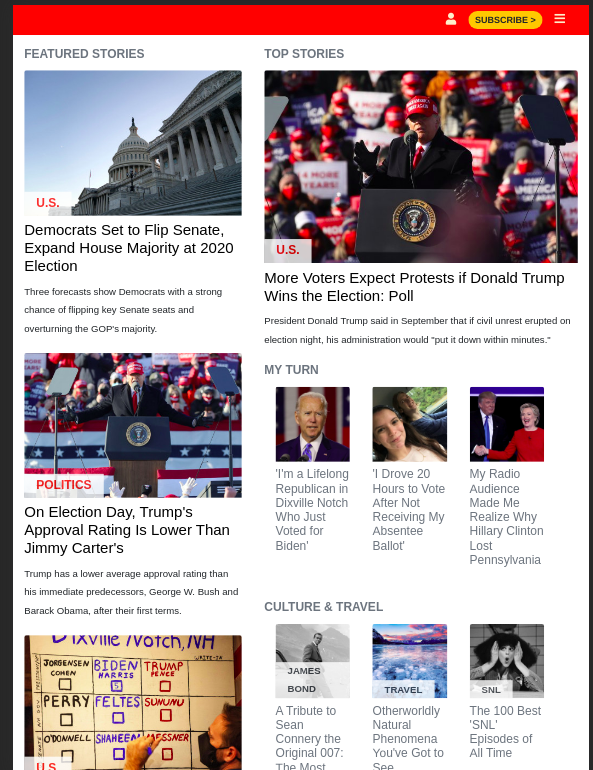 SUBSCRIBE >
FEATURED STORIES
U.S.
Democrats Set to Flip Senate,
Expand House Majority at 2020
Election
Three forecasts show Democrats with a strong
chance of flipping key Senate seats and
overturning the GOP's majority.
POLITICS
On Election Day, Trump's
Approval Rating Is Lower Than
Jimmy Carter's
Trump has a lower average approval rating than
his immediate predecessors, George W. Bush and
Barack Obama, after their first terms.
Dixville Notch, NH
WRITE-IN
JORGENSEN BIDEN TRUMP
COHEN HARRIS PENCE
5
PERRY FELTES SUNUNU
O'DONNELL SHAHEEN MESSNER
U.S.
TOP STORIES
4 MORE
YEARS!
U.S.
More Voters Expect Protests if Donald Trump
Wins the Election: Poll
President Donald Trump said in September that if civil unrest erupted on
election night, his administration would "put it down within minutes."
MY TURN
'I'm a Lifelong
Republican in
Dixville Notch
Who Just
Voted for
Biden'
'I Drove 20
Hours to Vote
After Not
Receiving My
Absentee
Ballot'
My Radio
Audience
Made Me
Realize Why
Hillary Clinton
Lost
Pennsylvania
CULTURE & TRAVEL
JAMES
BOND
A Tribute to
Sean
Connery the
Original 007:
The Most
TRAVEL
Otherworldly
Natural
Phenomena
You've Got to
See
SNL
The 100 Best
'SNL'
Episodes of
All Time